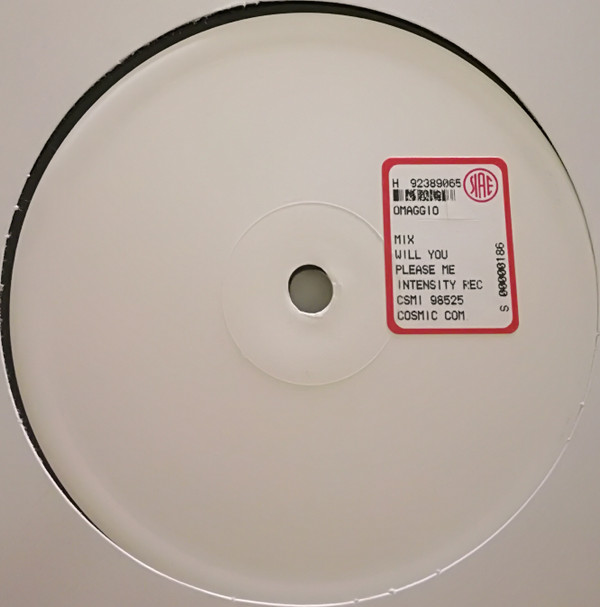 H 92389065
SIAE
OMAGGIO
MIX
WILL YOU
PLEASE ME
INTENSITY REC
CSMI 98525
COSMIC COM
S 00000186